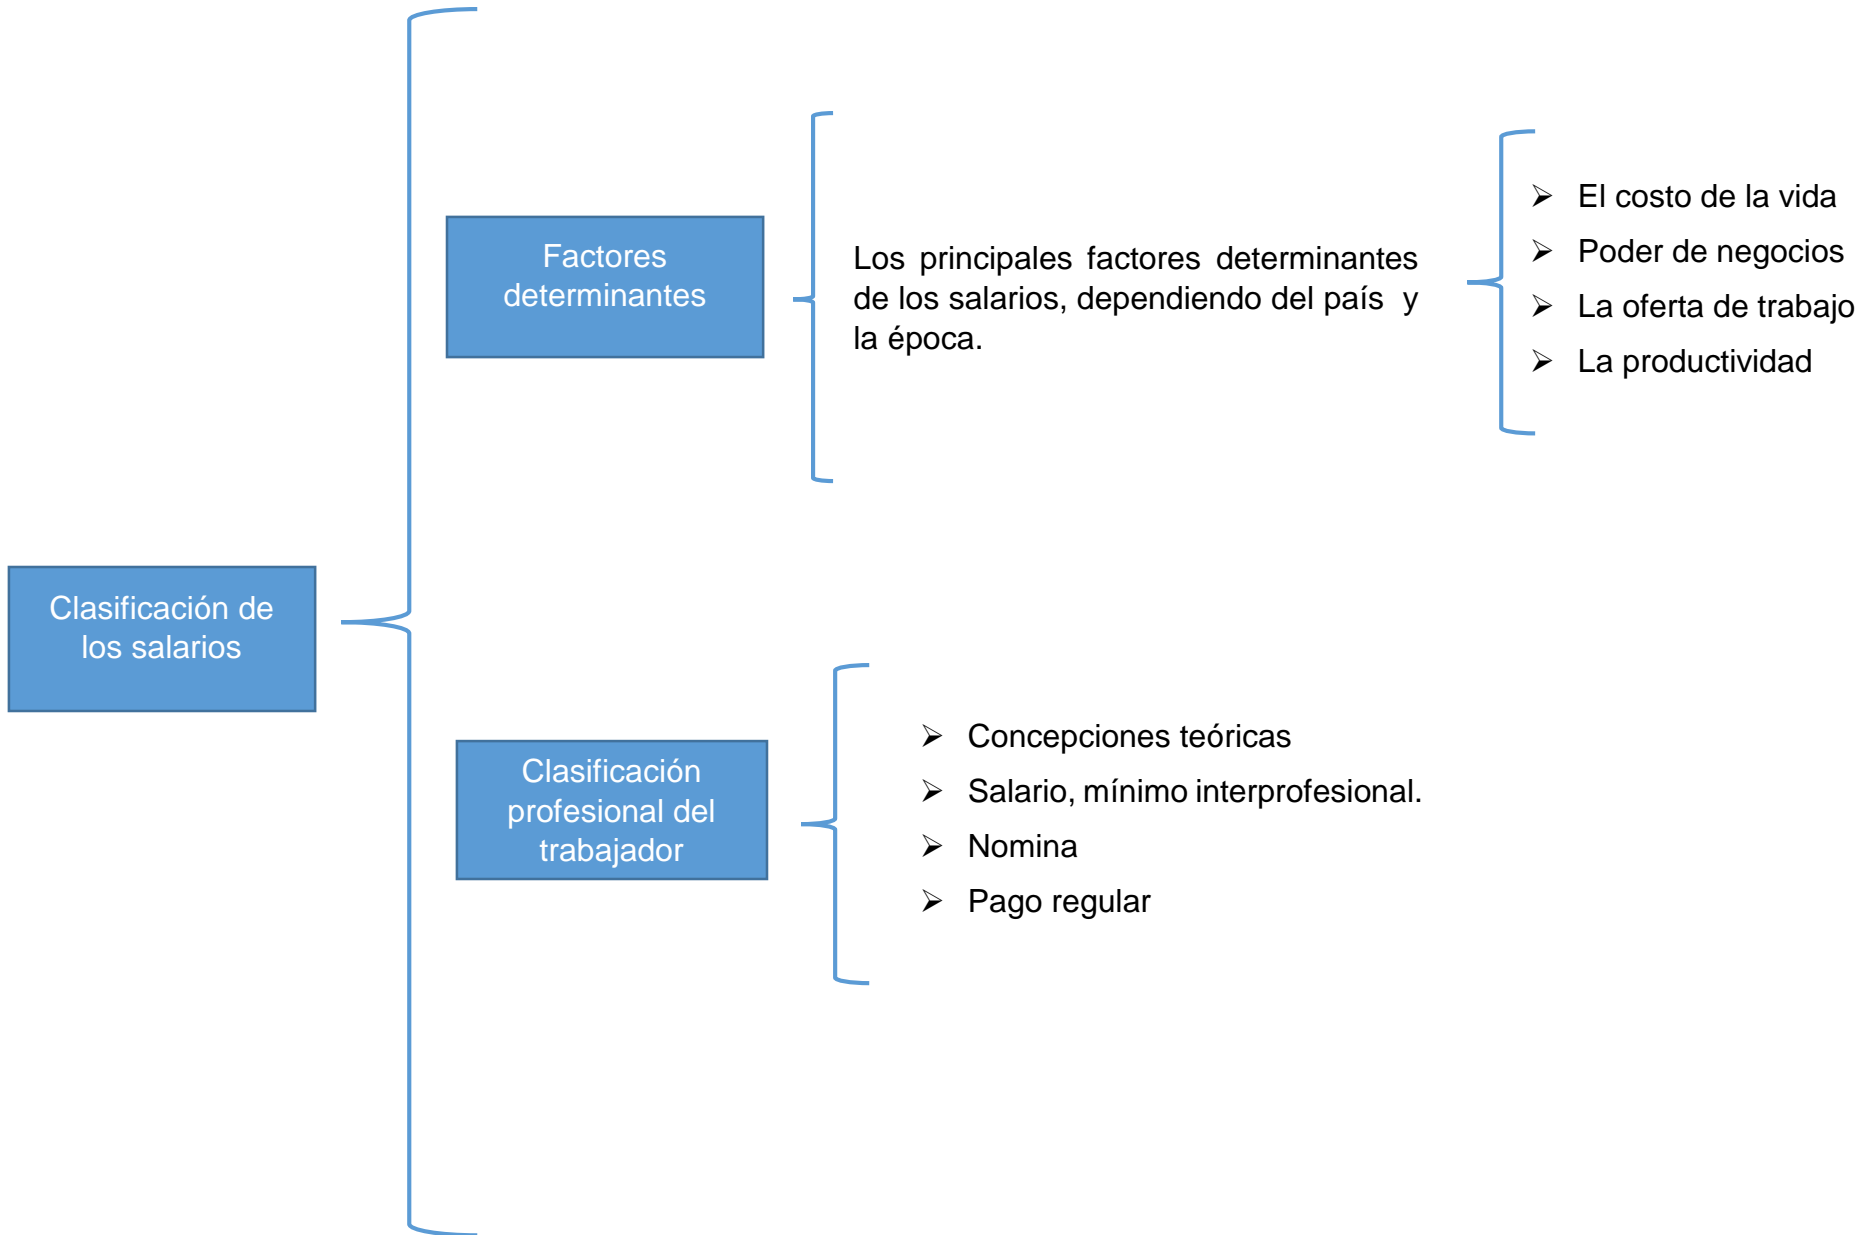 Clasificación de
los salarios
Factores
determinantes
Los principales factores determinantes
de los salarios, dependiendo del país y
la época.
➢ El costo de la vida
➢ Poder de negocios
➢ La oferta de trabajo
➢ La productividad
Clasificación
profesional del
trabajador
➢ Concepciones teóricas
➢ Salario, mínimo interprofesional.
➢ Nomina
➢ Pago regular